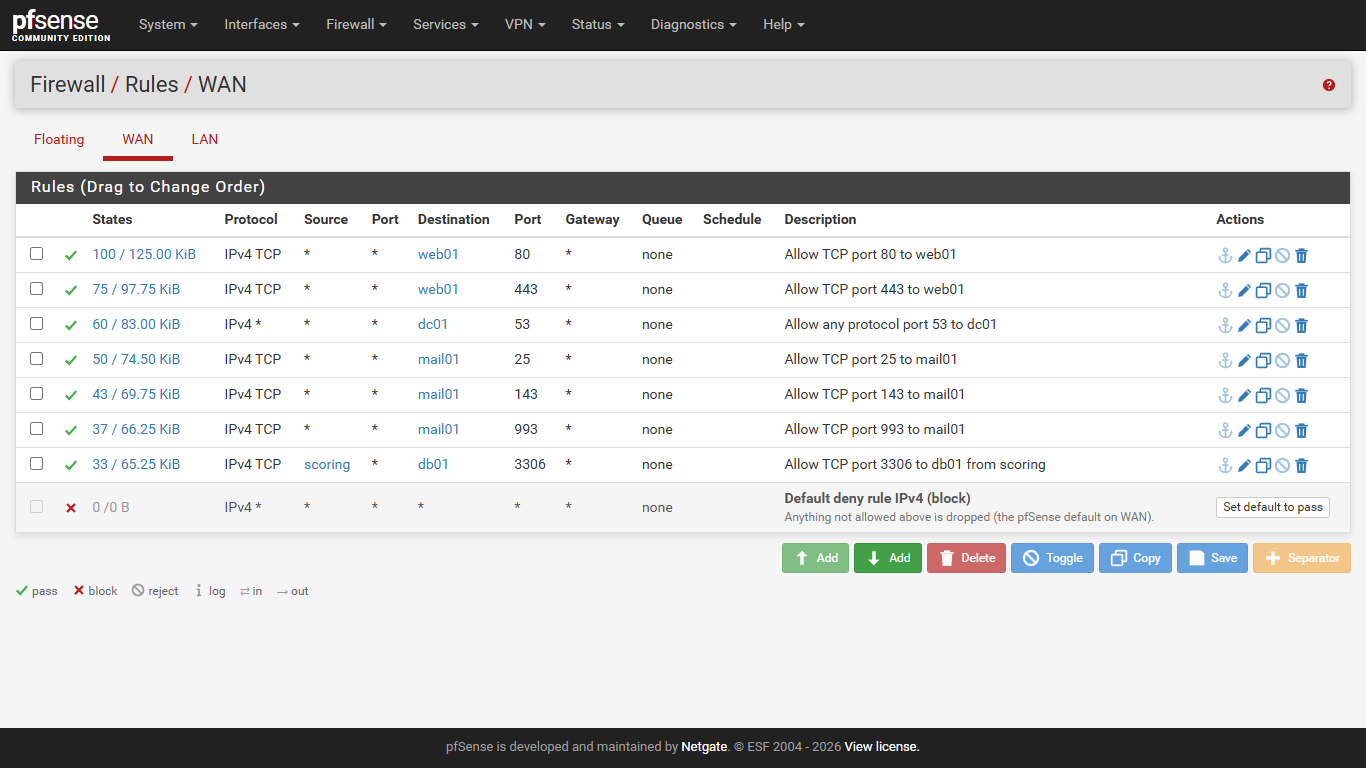 pfsense
COMMUNITY EDITION
System Interfaces Firewall Services VPN Status Diagnostics Help
Firewall / Rules / WAN
?
Floating WAN LAN
Rules (Drag to Change Order)
States Protocol Source Port Destination Port Gateway Queue Schedule Description Actions
100 / 125.00 KiB IPv4 TCP * * web01 80 * none Allow TCP port 80 to web01
75 / 97.75 KiB IPv4 TCP * * web01 443 * none Allow TCP port 443 to web01
60 / 83.00 KiB IPv4 * * * dc01 53 * none Allow any protocol port 53 to dc01
50 / 74.50 KiB IPv4 TCP * * mail01 25 * none Allow TCP port 25 to mail01
43 / 69.75 KiB IPv4 TCP * * mail01 143 * none Allow TCP port 143 to mail01
37 / 66.25 KiB IPv4 TCP * * mail01 993 * none Allow TCP port 993 to mail01
33 / 65.25 KiB IPv4 TCP scoring * db01 3306 * none Allow TCP port 3306 to db01 from scoring
0 /0 B IPv4 * * * * * * none Default deny rule IPv4 (block) Set default to pass
Anything not allowed above is dropped (the pfSense default on WAN).
Add Add Delete Toggle Copy Save Separator
pass block reject log in out
pfSense is developed and maintained by Netgate. © ESF 2004 - 2026 View license.